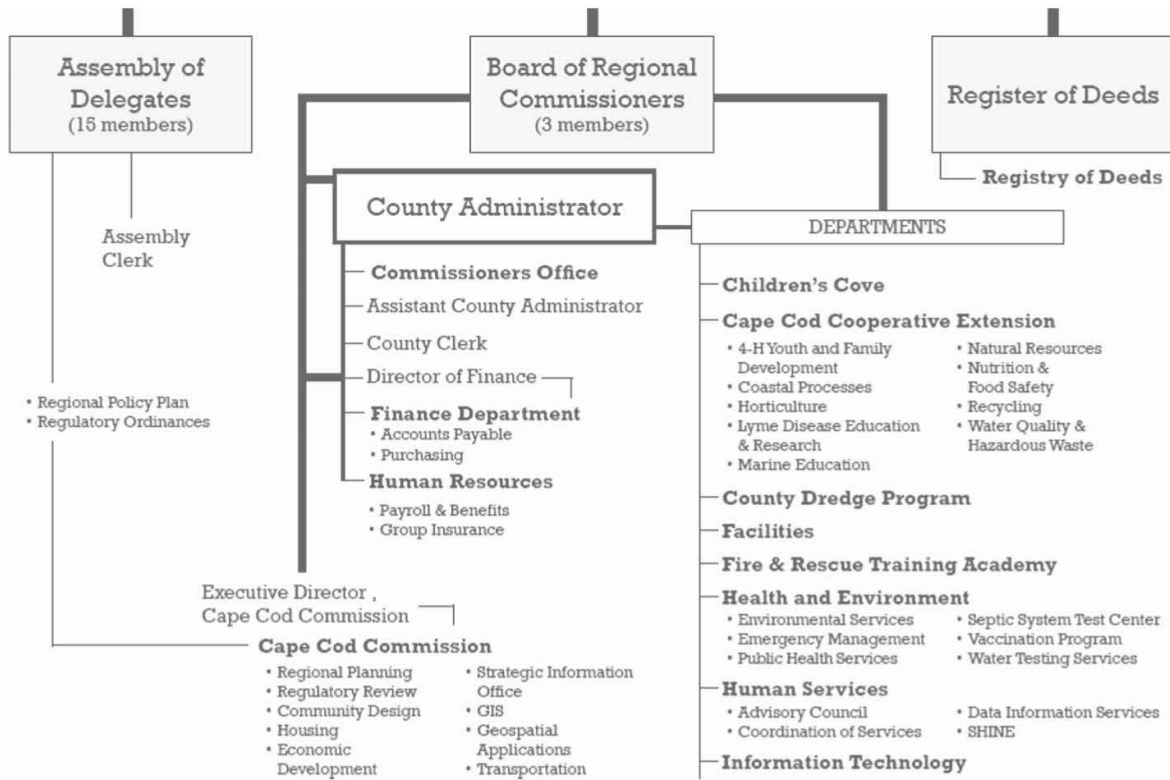 Assembly of
Delegates
(15 members)
Board of Regional
Commissioners
(3 members)
Register of Deeds
Registry of Deeds
Assembly
Clerk
• Regional Policy Plan
• Regulatory Ordinances
County Administrator
Commissioners Office
Assistant County Administrator
County Clerk
Director of Finance
Finance Department
• Accounts Payable
• Purchasing
Human Resources
• Payroll & Benefits
• Group Insurance
Executive Director ,
Cape Cod Commission
Cape Cod Commission
• Regional Planning
• Regulatory Review
• Community Design
• Housing
• Economic
Development
• Strategic Information
Office
• GIS
• Geospatial
Applications
• Transportation
DEPARTMENTS
Children's Cove
Cape Cod Cooperative Extension
• 4-H Youth and Family
Development
• Coastal Processes
• Horticulture
• Lyme Disease Education
& Research
• Marine Education
• Natural Resources
• Nutrition &
Food Safety
• Recycling
• Water Quality &
Hazardous Waste
County Dredge Program
Facilities
Fire & Rescue Training Academy
Health and Environment
• Environmental Services
• Emergency Management
• Public Health Services
• Septic System Test Center
• Vaccination Program
• Water Testing Services
Human Services
• Advisory Council
• Coordination of Services
• Data Information Services
• SHINE
Information Technology